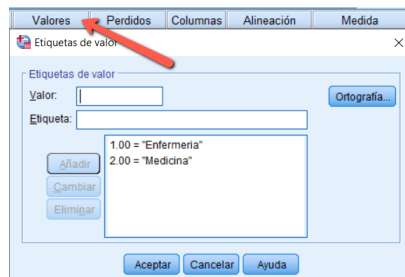 Valores Perdidos Columnas Alineación Medida
Etiquetas de valor
Etiquetas de valor
Valor:
Ortografía...
Etiqueta:
1.00 = "Enfermeria"
2.00 = "Medicina"
Añadir
Cambiar
Eliminar
Aceptar Cancelar Ayuda